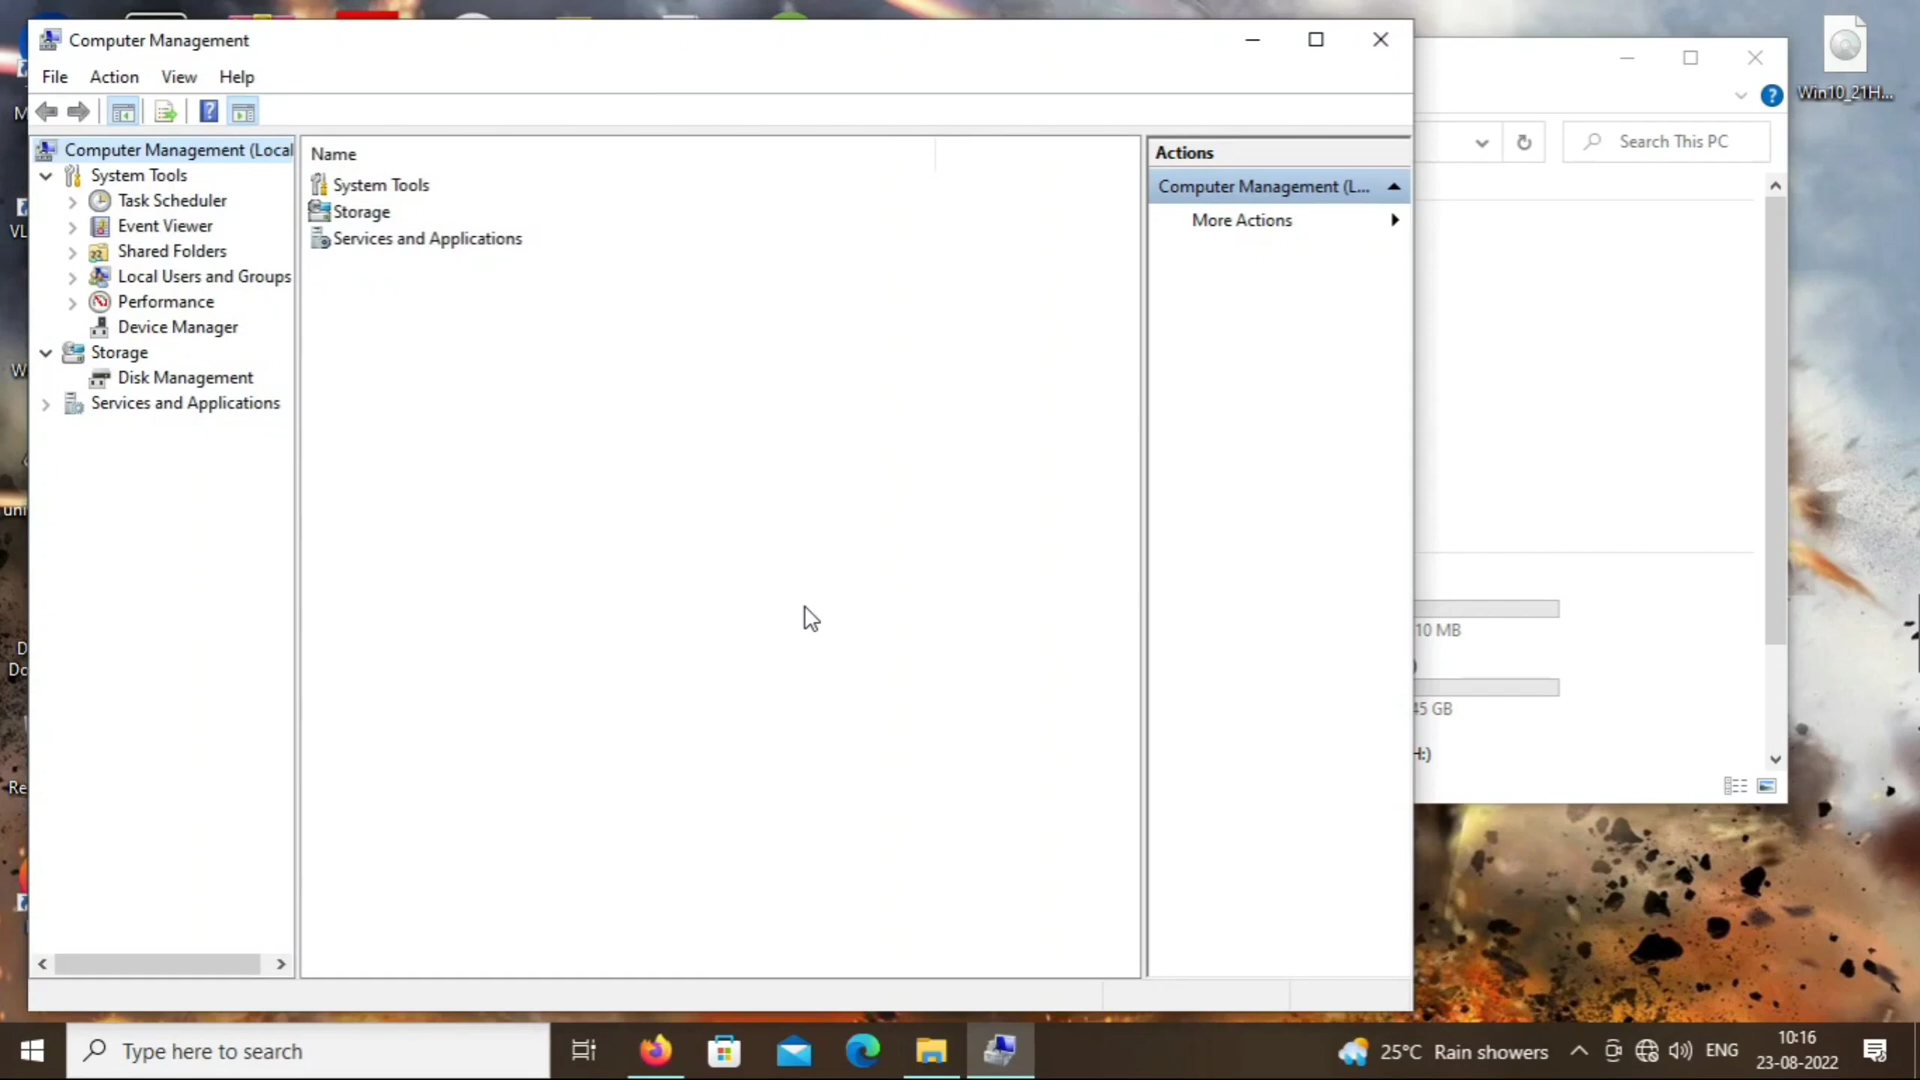 Computer Management
File Action View Help
Computer Management (Local
System Tools
Task Scheduler
Event Viewer
Shared Folders
Local Users and Groups
Performance
Device Manager
Storage
Disk Management
Services and Applications
Name
System Tools
Storage
Services and Applications
Actions
Computer Management (L...
More Actions
Search This PC
10 MB
45 GB
H:)
Win10_21H...
Type here to search
25°C Rain showers
ENG
10:16
23-08-2022